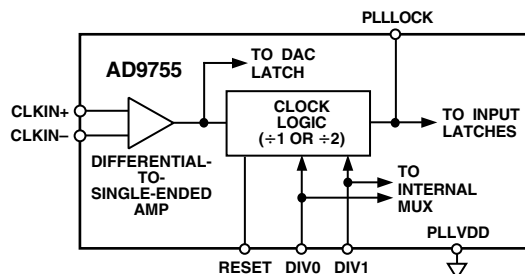 PLLLOCK
AD9755
TO DAC
LATCH
CLKIN+
CLKIN–
CLOCK
LOGIC
(÷1 OR ÷2)
TO INPUT
LATCHES
DIFFERENTIAL-
TO-
SINGLE-ENDED
AMP
TO
INTERNAL
MUX
PLLVDD
RESET
DIV0
DIV1